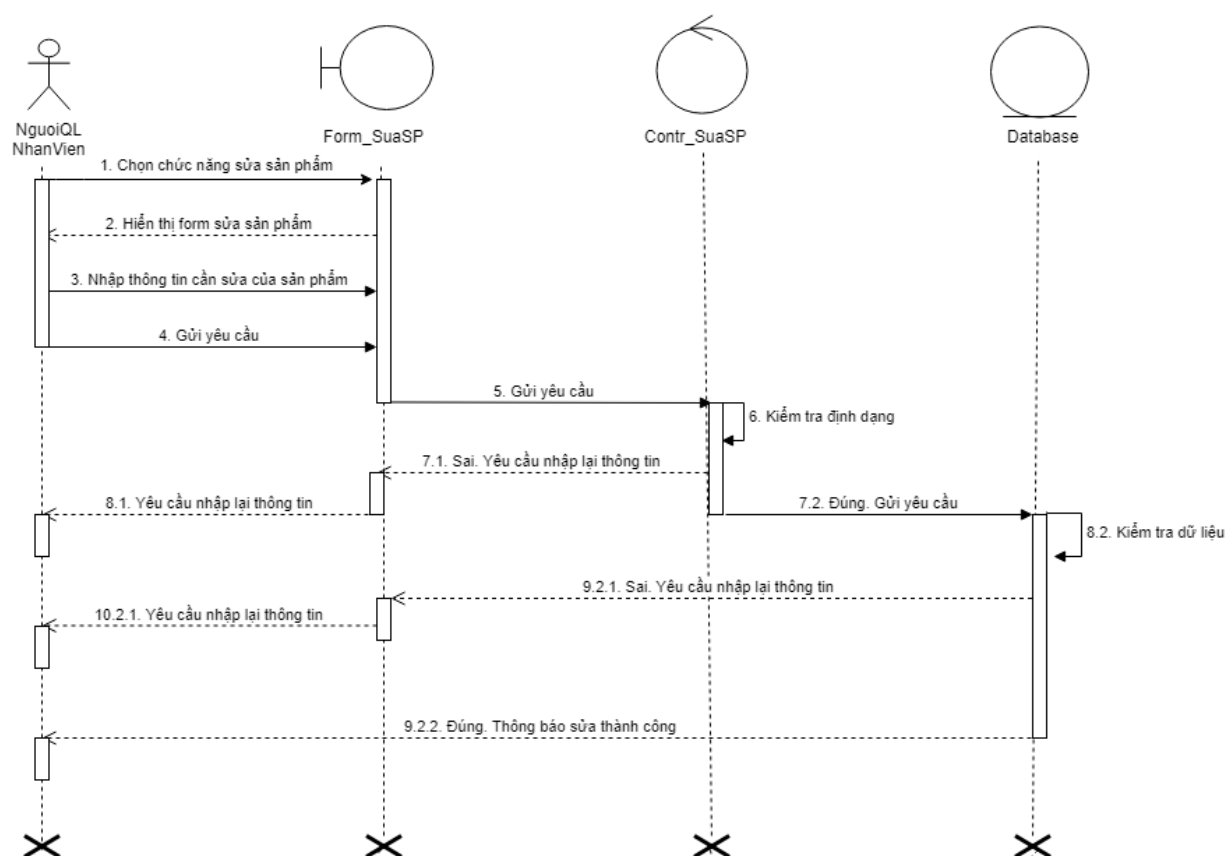 NguoiQL
NhanVien
Form_SuaSP
Contr_SuaSP
Database
1. Chọn chức năng sửa sản phẩm
2. Hiển thị form sửa sản phẩm
3. Nhập thông tin cần sửa của sản phẩm
4. Gửi yêu cầu
5. Gửi yêu cầu
6. Kiểm tra định dạng
7.1. Sai. Yêu cầu nhập lại thông tin
8.1. Yêu cầu nhập lại thông tin
7.2. Đúng. Gửi yêu cầu
8.2. Kiểm tra dữ liệu
9.2.1. Sai. Yêu cầu nhập lại thông tin
10.2.1. Yêu cầu nhập lại thông tin
9.2.2. Đúng. Thông báo sửa thành công